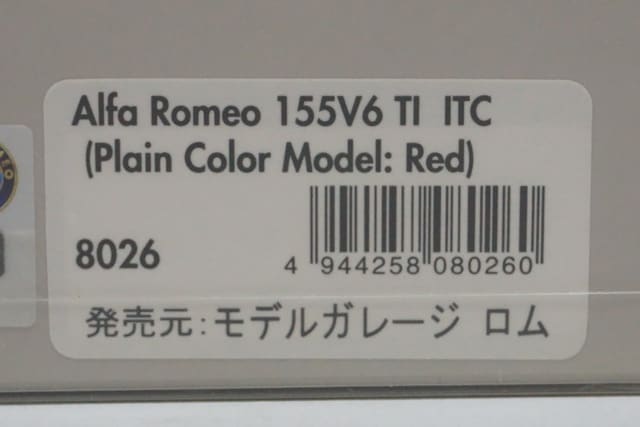 Alfa Romeo 155V6 TI ITC
(Plain Color Model: Red)
8026
4 944258 080260
発売元:モデルガレージ ロム